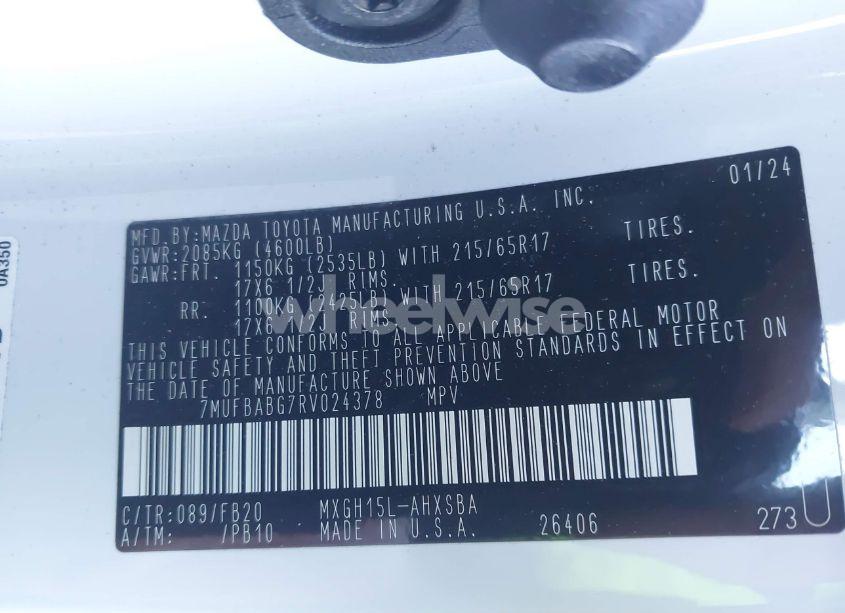 01/24
MFD.BY:MAZDA TOYOTA MANUFACTURING U.S.A. INC.
GVWR:2085KG (4600LB)
GAWR:FRT. 1150KG (2535LB) WITH 215/65R17 TIRES.
17X6 1/2J RIMS.
RR. 1100KG (2425LB) WITH 215/65R17 TIRES.
17X6 1/2J RIMS.
THIS VEHICLE CONFORMS TO ALL APPLICABLE FEDERAL MOTOR
VEHICLE SAFETY AND THEFT PREVENTION STANDARDS IN EFFECT ON
THE DATE OF MANUFACTURE SHOWN ABOVE
7MUFBABG7RV024378 MPV
C/TR:089/FB20 MXGH15L-AHXSBA
A/TM: /PB10 MADE IN U.S.A. 26406 273
0A350
wheelwise